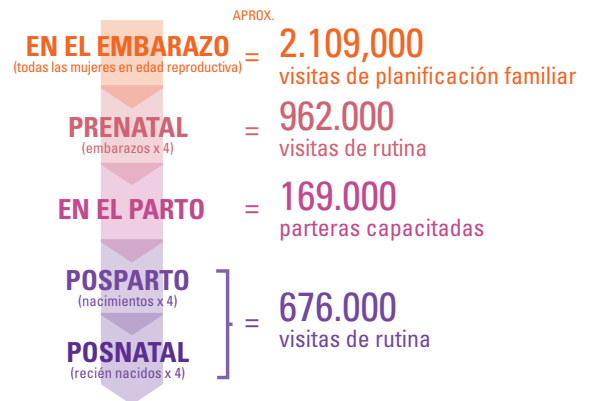 APROX.
EN EL EMBARAZO
(todas las mujeres en edad reproductiva)
= 2.109,000
visitas de planificación familiar
PRENATAL
(embarazos x 4)
= 962.000
visitas de rutina
EN EL PARTO
= 169.000
parteras capacitadas
POSPARTO
(nacimientos x 4)
POSNATAL
(recién nacidos x 4)
= 676.000
visitas de rutina